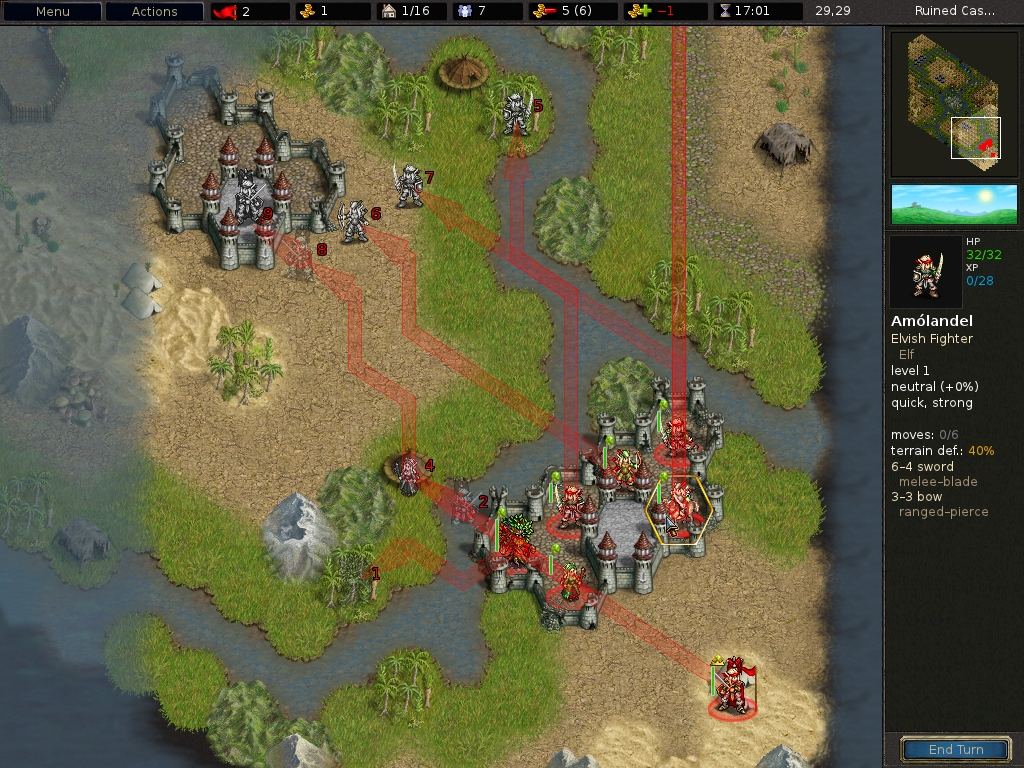 Menu
Actions
2
1
1/16
7
5 (6)
−1
17:01
29,29
Ruined Cas...
5
7
6
9
8
4
2
1
HP
32/32
XP
0/28
Amólandel
Elvish Fighter
Elf
level 1
neutral (+0%)
quick, strong
moves: 0/6
terrain def.: 40%
6–4 sword
melee–blade
3–3 bow
ranged–pierce
End Turn